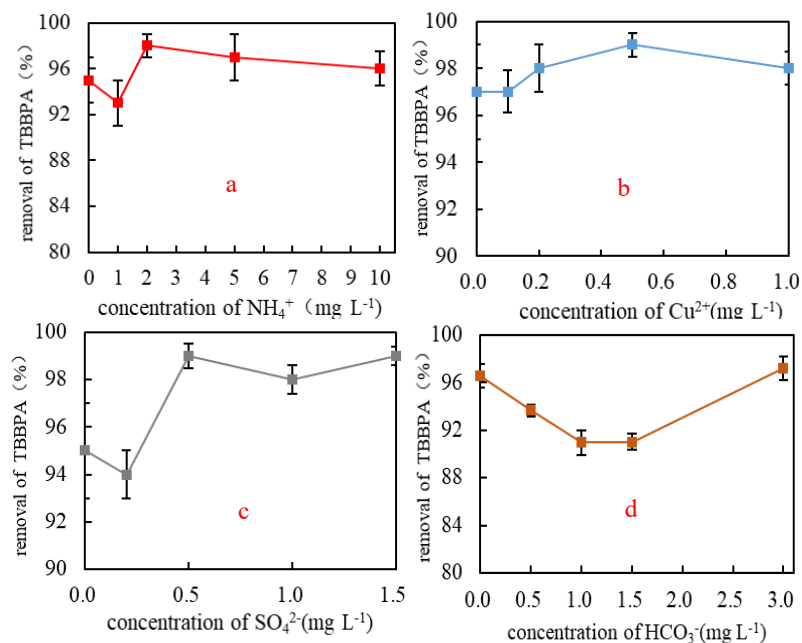 100
96
92
88
84
80
removal of TBBPA (%)
a
0 1 2 3 4 5 6 7 8 9 10
concentration of NH₄⁺ (mg L⁻¹)
100
98
96
94
92
90
removal of TBBPA (%)
b
0.0 0.2 0.4 0.6 0.8 1.0
concentration of Cu²⁺(mg L⁻¹)
100
98
96
94
92
90
removal of TBBPA (%)
c
0.0 0.5 1.0 1.5
concentration of SO₄²⁻(mg L⁻¹)
100
96
92
88
84
80
removal of TBBPA (%)
d
0.0 0.5 1.0 1.5 2.0 2.5 3.0
concentration of HCO₃⁻(mg L⁻¹)